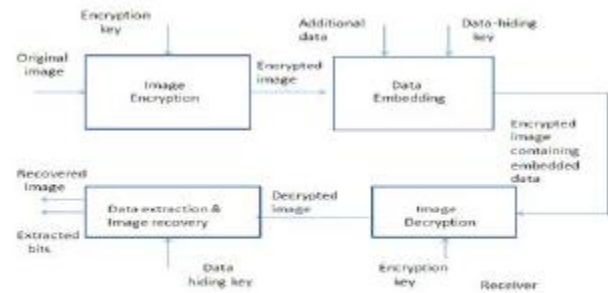 Encryption
key
Additional
data
Data-hiding
key
Original
image
Image
Encryption
Encrypted
image
Data
Embedding
Encrypted
image
containing
embedded
data
Recovered
image
Data extraction &
Image recovery
Decrypted
image
Image
Decryption
Extracted
bits
Data
hiding key
Encryption
key
Receiver